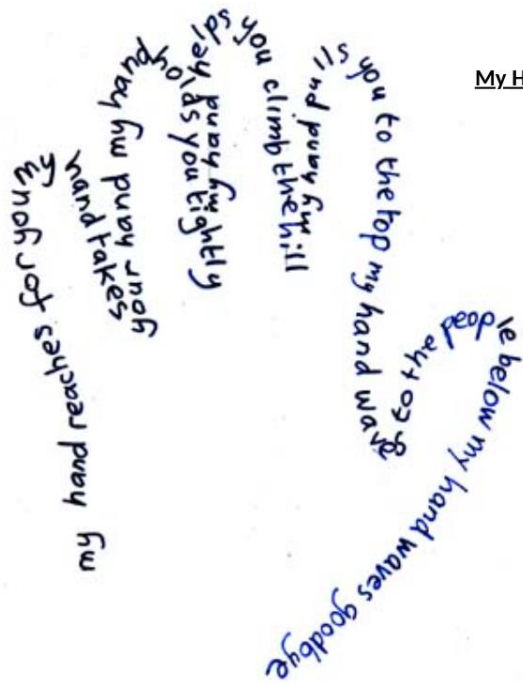 My H
my hand reaches for you
my hand takes
your hand my hand holds you tightly
my hand helps you climb the hill
my hand pulls you to the top my hand waves to the people below my hand waves goodbye